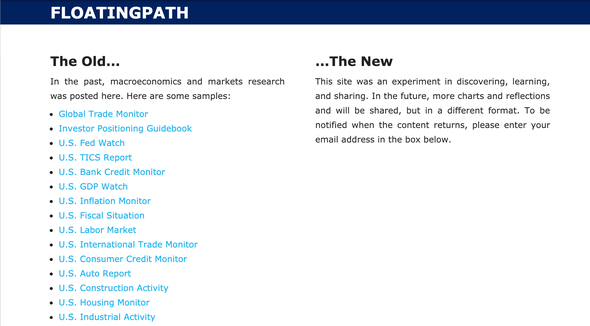 FLOATINGPATH
The Old...
In the past, macroeconomics and markets research
was posted here. Here are some samples:
Global Trade Monitor
Investor Positioning Guidebook
U.S. Fed Watch
U.S. TICS Report
U.S. Bank Credit Monitor
U.S. GDP Watch
U.S. Inflation Monitor
U.S. Fiscal Situation
U.S. Labor Market
U.S. International Trade Monitor
U.S. Consumer Credit Monitor
U.S. Auto Report
U.S. Construction Activity
U.S. Housing Monitor
U.S. Industrial Activity
...The New
This site was an experiment in discovering, learning,
and sharing. In the future, more charts and reflections
and will be shared, but in a different format. To be
notified when the content returns, please enter your
email address in the box below.